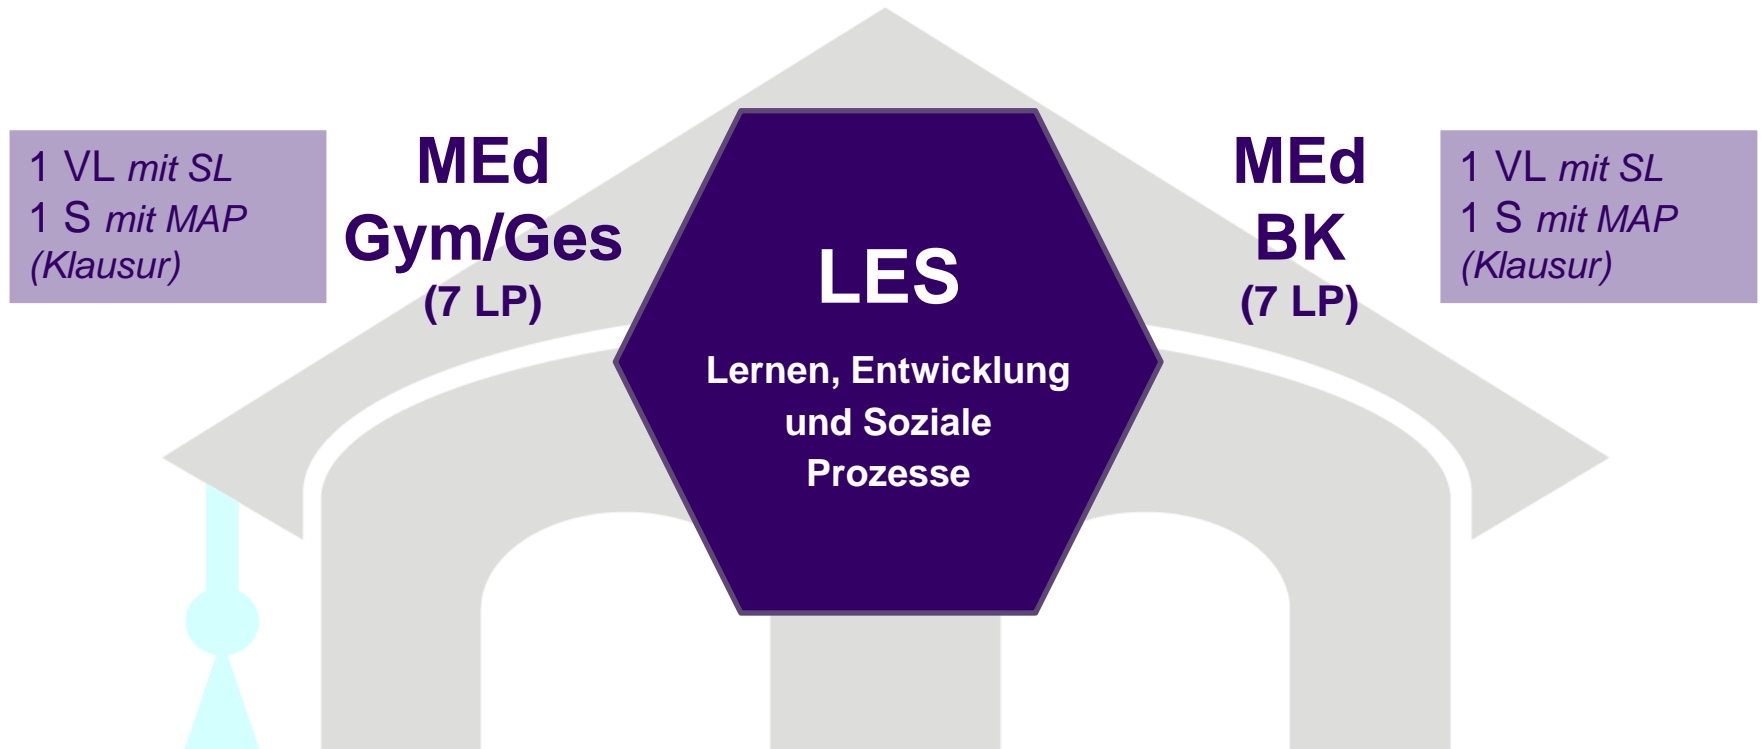 1 VL mit SL
1 S mit MAP
(Klausur)
MEd
Gym/Ges
(7 LP)
LES
Lernen, Entwicklung
und Soziale
Prozesse
MEd
BK
(7 LP)
1 VL mit SL
1 S mit MAP
(Klausur)